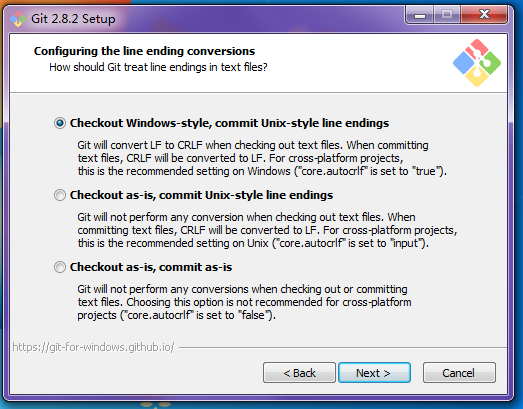 Git 2.8.2 Setup
Configuring the line ending conversions
How should Git treat line endings in text files?
Checkout Windows-style, commit Unix-style line endings
Git will convert LF to CRLF when checking out text files. When committing
text files, CRLF will be converted to LF. For cross-platform projects,
this is the recommended setting on Windows ("core.autocrlf" is set to "true").
Checkout as-is, commit Unix-style line endings
Git will not perform any conversion when checking out text files. When
committing text files, CRLF will be converted to LF. For cross-platform projects,
this is the recommended setting on Unix ("core.autocrlf" is set to "input").
Checkout as-is, commit as-is
Git will not perform any conversions when checking out or committing
text files. Choosing this option is not recommended for cross-platform
projects ("core.autocrlf" is set to "false").
https://git-for-windows.github.io/
< Back
Next >
Cancel